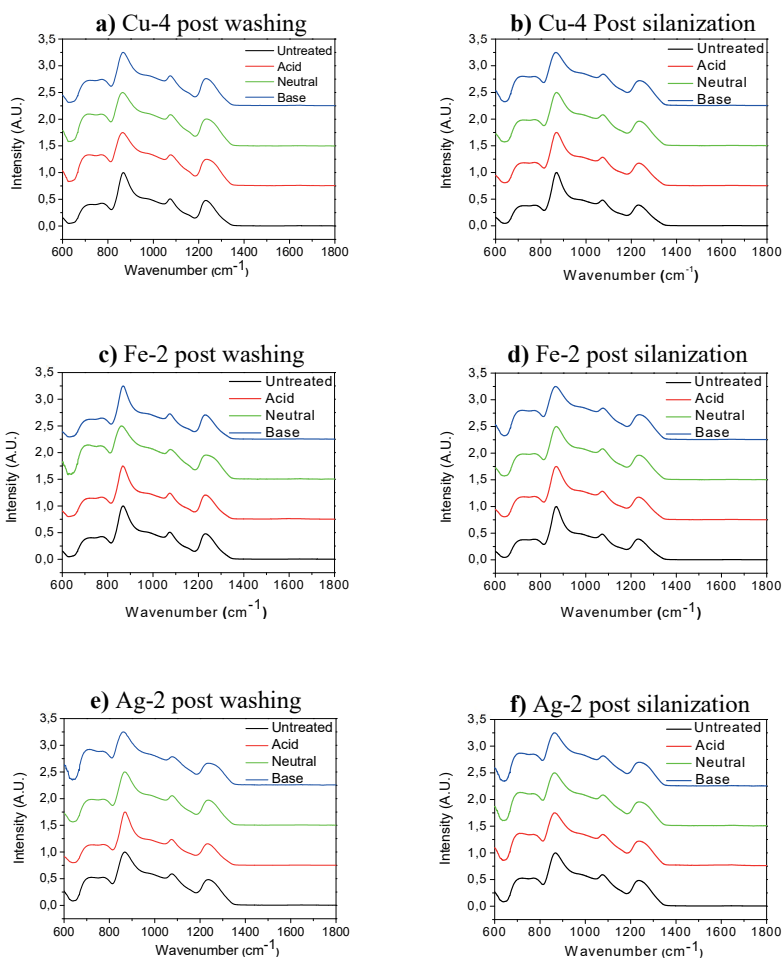 a) Cu-4 post washing
3,5
3,0
2,5
2,0
1,5
1,0
0,5
0,0
Intensity (A.U.)
Untreated
Acid
Neutral
Base
600 800 1000 1200 1400 1600 1800
Wavenumber (cm-1)
b) Cu-4 Post silanization
3,5
3,0
2,5
2,0
1,5
1,0
0,5
0,0
Intensity (A.U.)
Untreated
Acid
Neutral
Base
600 800 1000 1200 1400 1600 1800
Wavenumber (cm-1)
c) Fe-2 post washing
3,5
3,0
2,5
2,0
1,5
1,0
0,5
0,0
Intensity (A.U.)
Untreated
Acid
Neutral
Base
600 800 1000 1200 1400 1600 1800
Wavenumber (cm-1)
d) Fe-2 post silanization
3,5
3,0
2,5
2,0
1,5
1,0
0,5
0,0
Intensity (A.U.)
Untreated
Acid
Neutral
Base
600 800 1000 1200 1400 1600 1800
Wavenumber (cm-1)
e) Ag-2 post washing
3,5
3,0
2,5
2,0
1,5
1,0
0,5
0,0
Intensity (A.U.)
Untreated
Acid
Neutral
Base
600 800 1000 1200 1400 1600 1800
Wavenumber (cm-1)
f) Ag-2 post silanization
3,5
3,0
2,5
2,0
1,5
1,0
0,5
0,0
Intensity (A.U.)
Untreated
Acid
Neutral
Base
600 800 1000 1200 1400 1600 1800
Wavenumber (cm-1)